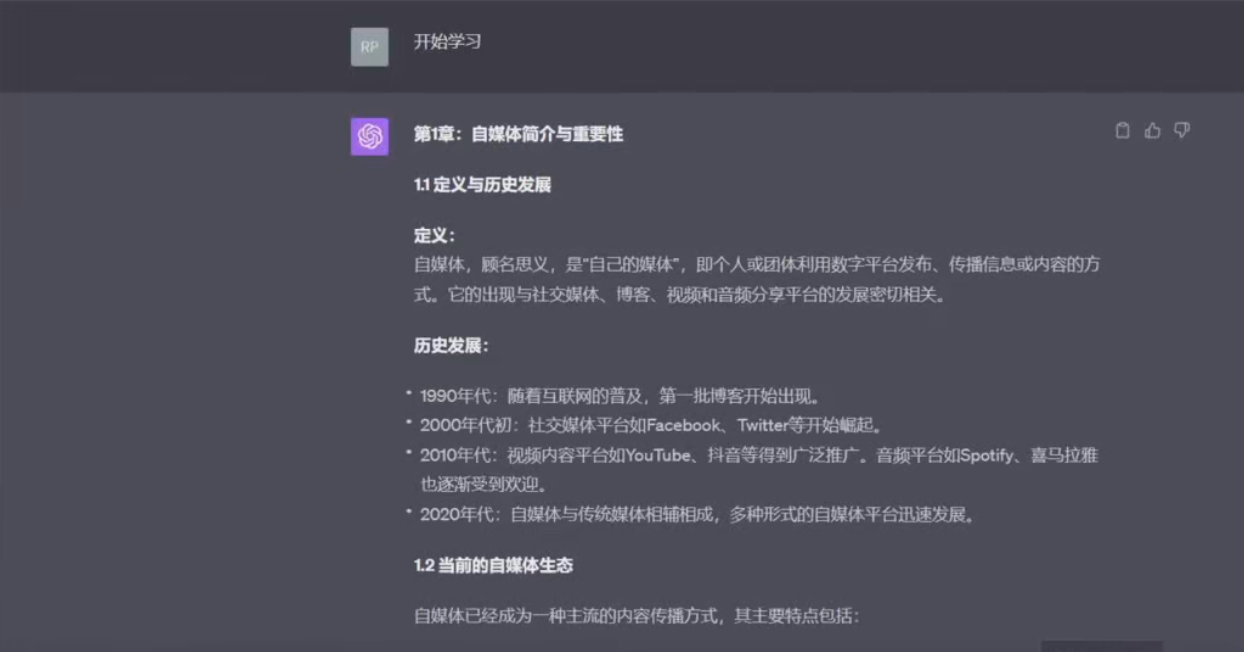 RP
开始学习
第1章：自媒体简介与重要性
1.1 定义与历史发展
定义：
自媒体，顾名思义，是“自己的媒体”，即个人或团体利用数字平台发布、传播信息或内容的方
式。它的出现与社交媒体、博客、视频和音频分享平台的发展密切相关。
历史发展：
• 1990年代：随着互联网的普及，第一批博客开始出现。
• 2000年代初：社交媒体平台如Facebook、Twitter等开始崛起。
• 2010年代：视频内容平台如YouTube、抖音等得到广泛推广。音频平台如Spotify、喜马拉雅
也逐渐受到欢迎。
• 2020年代：自媒体与传统媒体相辅相成，多种形式的自媒体平台迅速发展。
1.2 当前的自媒体生态
自媒体已经成为一种主流的内容传播方式，其主要特点包括：